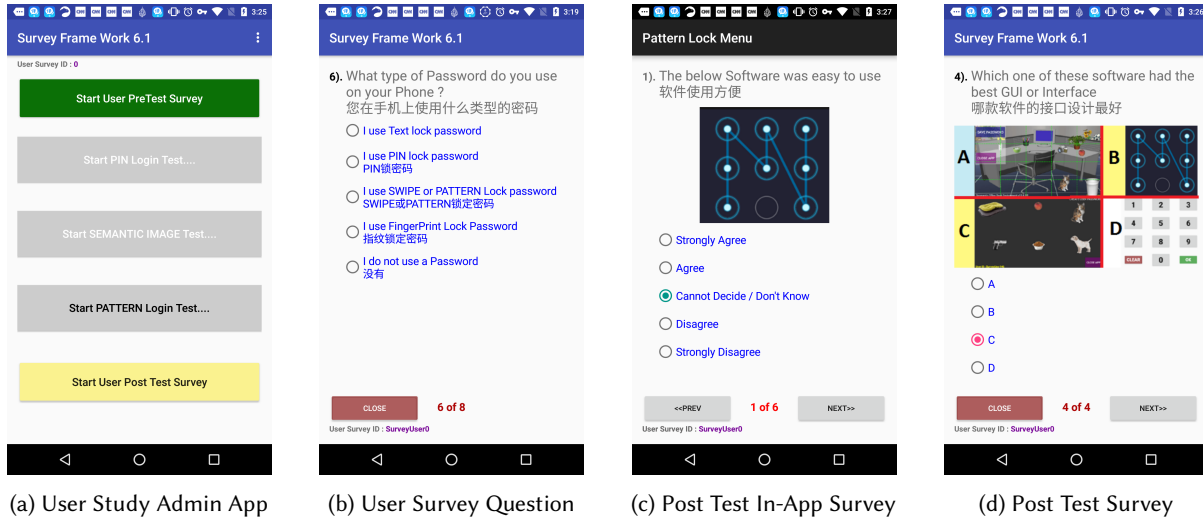 3:25
Survey Frame Work 6.1
User Survey ID : 0
Start User PreTest Survey
Start PIN Login Test....
Start SEMANTIC IMAGE Test....
Start PATTERN Login Test....
Start User Post Test Survey
(a) User Study Admin App
3:19
Survey Frame Work 6.1
6). What type of Password do you use
on your Phone ?
您在手机上使用什么类型的密码
I use Text lock password
I use PIN lock password
PIN锁密码
I use SWIPE or PATTERN Lock password
SWIPE或PATTERN锁定密码
I use FingerPrint Lock Password
指纹锁定密码
I do not use a Password
没有
CLOSE
6 of 8
User Survey ID : SurveyUser0
(b) User Survey Question
3:27
Pattern Lock Menu
1). The below Software was easy to use
软件使用方便
Strongly Agree
Agree
Cannot Decide / Don't Know
Disagree
Strongly Disagree
<<PREV
1 of 6
NEXT>>
User Survey ID : SurveyUser0
(c) Post Test In-App Survey
3:26
Survey Frame Work 6.1
4). Which one of these software had the
best GUI or Interface
哪款软件的接口设计最好
A
B
C
D
1 2 3
4 5 6
7 8 9
CLEAR 0 OK
A
B
C
D
CLOSE
4 of 4
NEXT>>
User Survey ID : SurveyUser0
(d) Post Test Survey